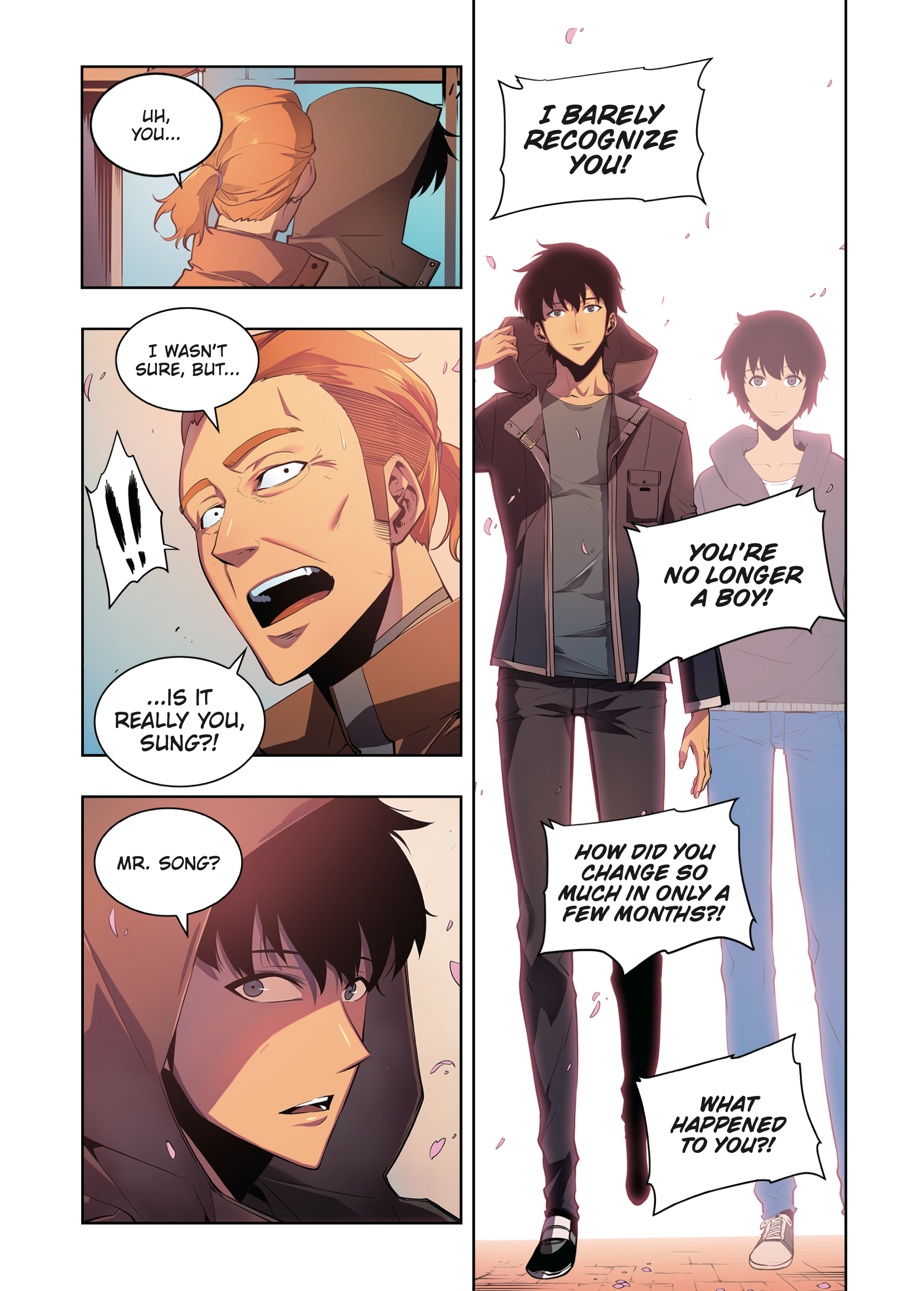 UH,
YOU...
I WASN'T
SURE, BUT...
!!
...IS IT
REALLY YOU,
SUNG?!
MR. SONG?
I BARELY
RECOGNIZE
YOU!
YOU'RE
NO LONGER
A BOY!
HOW DID YOU
CHANGE SO
MUCH IN ONLY A
FEW MONTHS?!
WHAT
HAPPENED
TO YOU?!